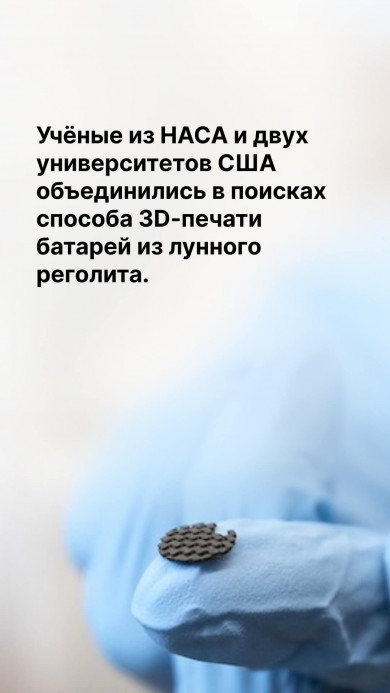 Учёные из НАСА и двух
университетов США
объединились в поисках
способа 3D-печати
батарей из лунного
реголита.